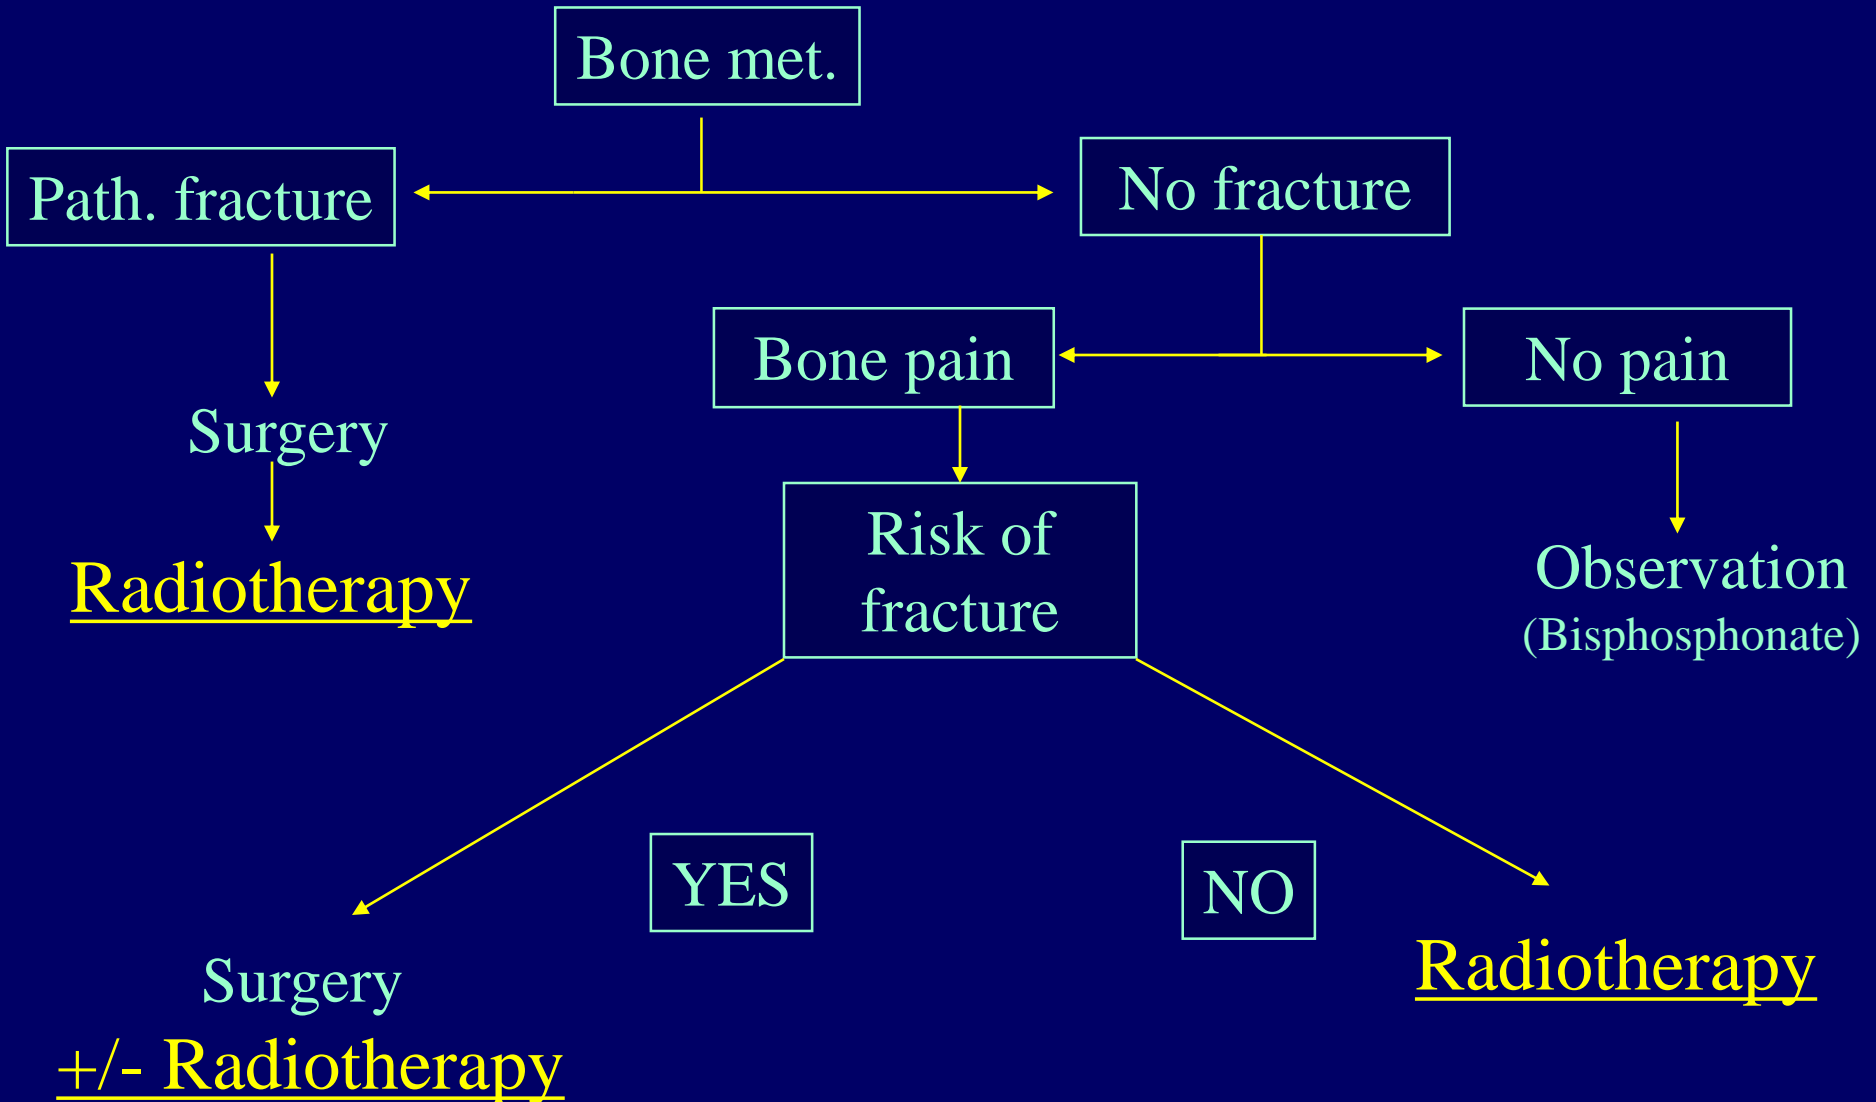 Bone met.
Path. fracture
No fracture
Bone pain
No pain
Surgery
Risk of
fracture
Radiotherapy
Observation
(Bisphosphonate)
YES
NO
Surgery
+/- Radiotherapy
Radiotherapy